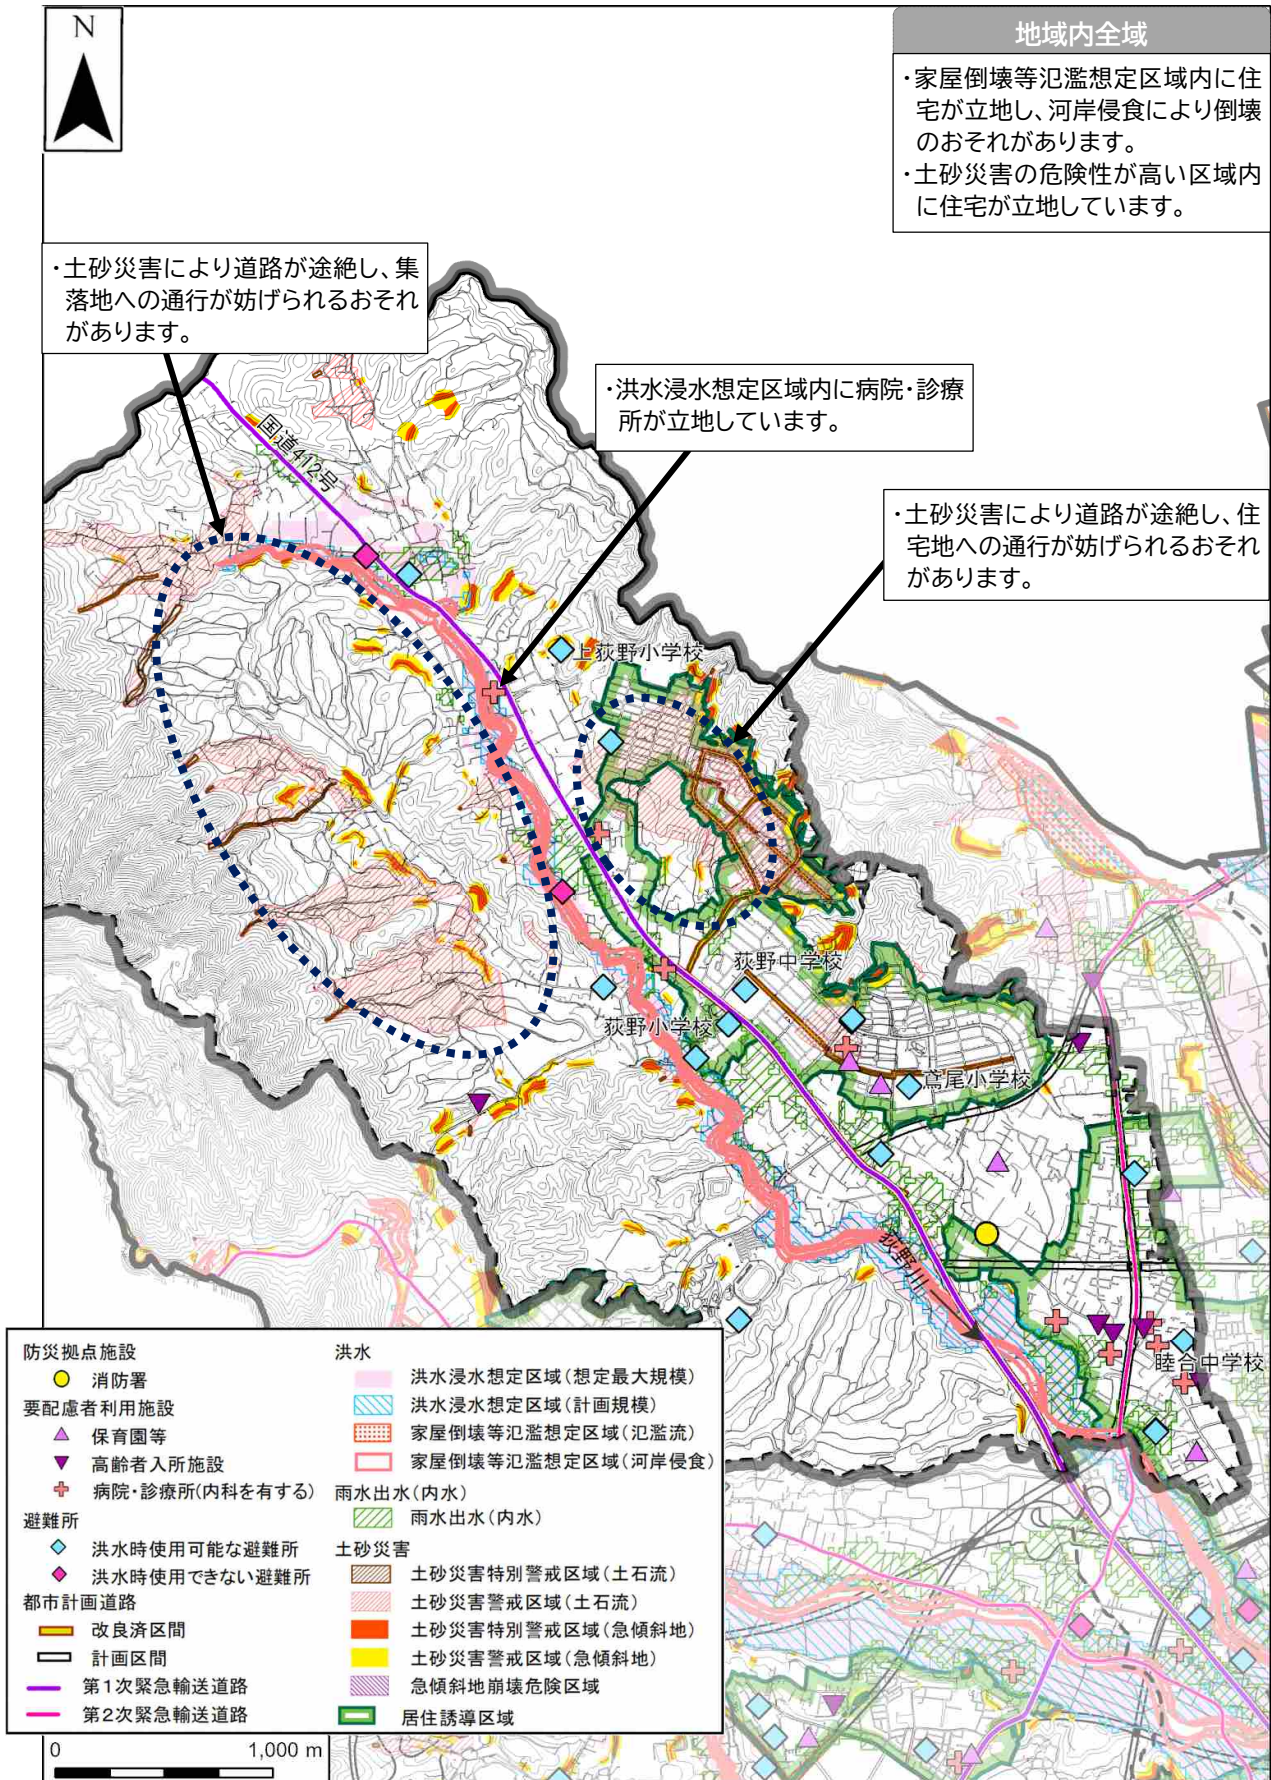 N
地域内全域
・家屋倒壊等氾濫想定区域内に住
宅が立地し、河岸侵食により倒壊
のおそれがあります。
・土砂災害の危険性が高い区域内
に住宅が立地しています。
・土砂災害により道路が途絶し、集
落地への通行が妨げられるおそれ
があります。
・洪水浸水想定区域内に病院・診療
所が立地しています。
・土砂災害により道路が途絶し、住
宅地への通行が妨げられるおそれ
があります。
国道412号
上荻野小学校
荻野中学校
荻野小学校
鳶尾小学校
荻野川
睦合中学校
防災拠点施設
消防署
要配慮者利用施設
保育園等
高齢者入所施設
病院・診療所(内科を有する)
避難所
洪水時使用可能な避難所
洪水時使用できない避難所
都市計画道路
改良済区間
計画区間
第1次緊急輸送道路
第2次緊急輸送道路
洪水
洪水浸水想定区域(想定最大規模)
洪水浸水想定区域(計画規模)
家屋倒壊等氾濫想定区域(氾濫流)
家屋倒壊等氾濫想定区域(河岸侵食)
雨水出水(内水)
雨水出水(内水)
土砂災害
土砂災害特別警戒区域(土石流)
土砂災害警戒区域(土石流)
土砂災害特別警戒区域(急傾斜地)
土砂災害警戒区域(急傾斜地)
急傾斜地崩壊危険区域
居住誘導区域
0 1,000 m